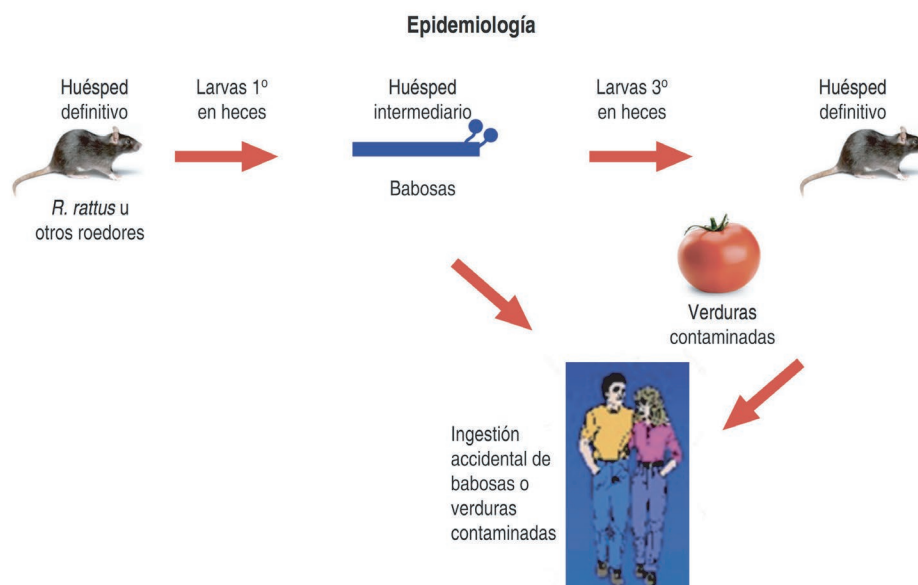 Epidemiología
Huésped
definitivo
Larvas 1º
en heces
Huésped
intermediario
Larvas 3º
en heces
Huésped
definitivo
R. rattus u
otros roedores
Babosas
Verduras
contaminadas
Ingestión
accidental de
babosas o
verduras
contaminadas